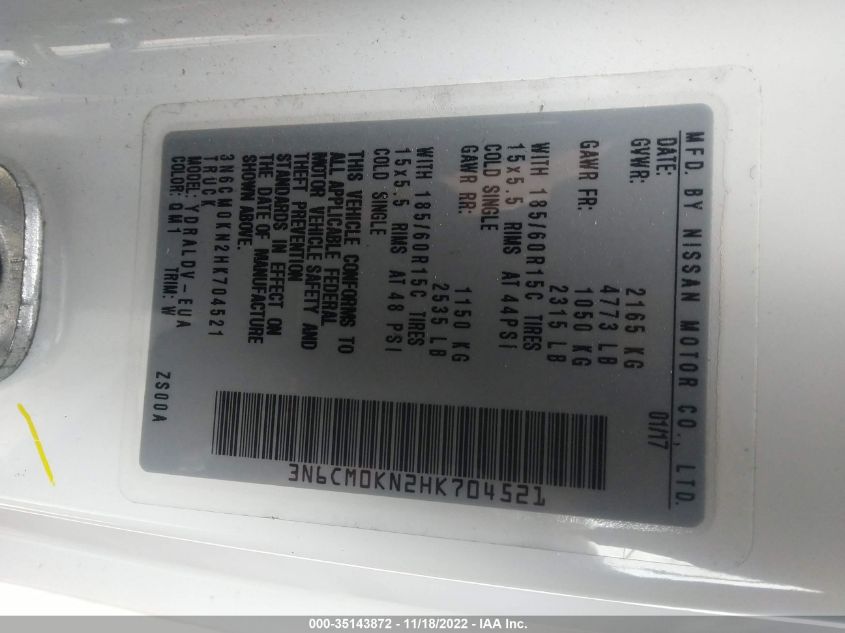 MFD. BY NISSAN MOTOR CO., LTD.
DATE: 01/17
GVWR: 2165 KG
4773 LB
GAWR FR: 1050 KG
2315 LB
WITH 185/60R15C TIRES
15x5.5 RIMS AT 44PSI
COLD SINGLE
GAWR RR: 1150 KG
2535 LB
WITH 185/60R15C TIRES
15x5.5 RIMS AT 48 PSI
COLD SINGLE
THIS VEHICLE CONFORMS TO
ALL APPLICABLE FEDERAL
MOTOR VEHICLE SAFETY AND
THEFT PREVENTION
STANDARDS IN EFFECT ON
THE DATE OF MANUFACTURE
SHOWN ABOVE.
3N6CM0KN2HK704521
TRUCK
MODEL: YDRALDV-EUA
COLOR: QM1 TRIM: W
ZS00A
3N6CM0KN2HK704521
000-35143872 - 11/18/2022 - IAA Inc.